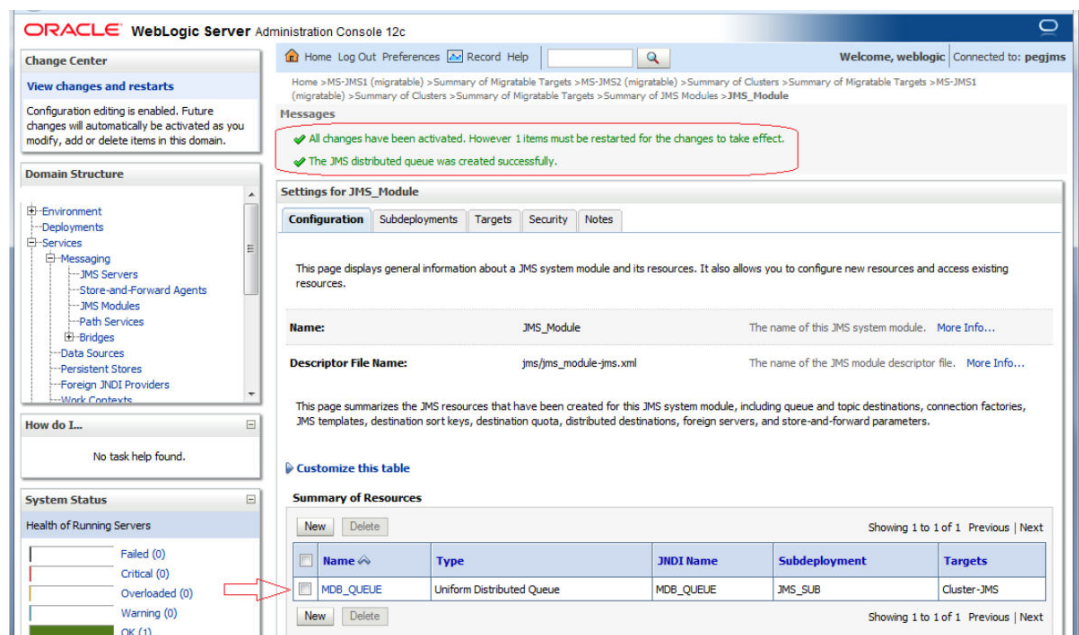 ORACLE WebLogic Server Administration Console 12c
Change Center
View changes and restarts
Configuration editing is enabled. Future
changes will automatically be activated as you
modify, add or delete items in this domain.
Domain Structure
Environment
Deployments
Services
Messaging
JMS Servers
Store-and-Forward Agents
JMS Modules
Path Services
Bridges
Data Sources
Persistent Stores
Foreign JNDI Providers
Work Contexts
How do I...
No task help found.
System Status
Health of Running Servers
Failed (0)
Critical (0)
Overloaded (0)
Warning (0)
OK (1)
Home Log Out Preferences Record Help
Welcome, weblogic Connected to: pegjms
Home >MS-JMS1 (migratable) >Summary of Migratable Targets >MS-JMS2 (migratable) >Summary of Clusters >Summary of Migratable Targets >MS-JMS1
(migratable) >Summary of Clusters >Summary of Migratable Targets >Summary of JMS Modules >JMS_Module
Messages
All changes have been activated. However 1 items must be restarted for the changes to take effect.
The JMS distributed queue was created successfully.
Settings for JMS_Module
Configuration Subdeployments Targets Security Notes
This page displays general information about a JMS system module and its resources. It also allows you to configure new resources and access existing
resources.
Name: JMS_Module The name of this JMS system module. More Info...
Descriptor File Name: jms/jms_module-jms.xml The name of the JMS module descriptor file. More Info...
This page summarizes the JMS resources that have been created for this JMS system module, including queue and topic destinations, connection factories,
JMS templates, destination sort keys, destination quota, distributed destinations, foreign servers, and store-and-forward parameters.
Customize this table
Summary of Resources
New Delete Showing 1 to 1 of 1 Previous | Next
Name Type JNDI Name Subdeployment Targets
MDB_QUEUE Uniform Distributed Queue MDB_QUEUE JMS_SUB Cluster-JMS
New Delete Showing 1 to 1 of 1 Previous | Next